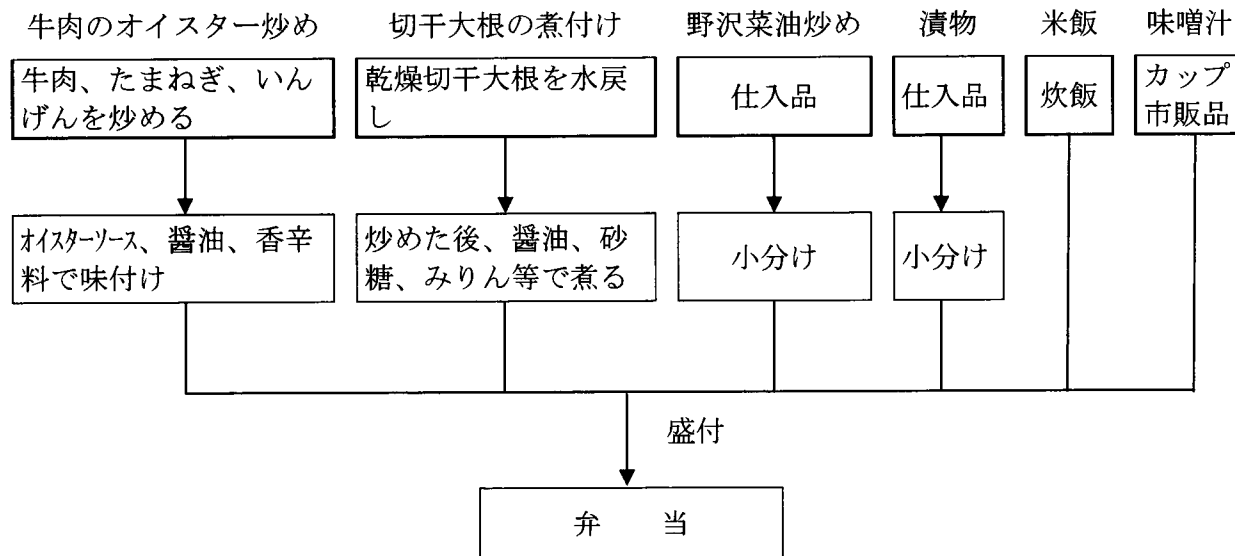 牛肉のオイスター炒め
切干大根の煮付け
野沢菜油炒め
漬物
米飯
味噌汁
牛肉、たまねぎ、いん
げんを炒める
乾燥切干大根を水戻
し
仕入品
仕入品
炊飯
カップ
市販品
オイスターソース、醤油、香辛
料で味付け
炒めた後、醤油、砂
糖、みりん等で煮る
小分け
小分け
盛付
弁 当